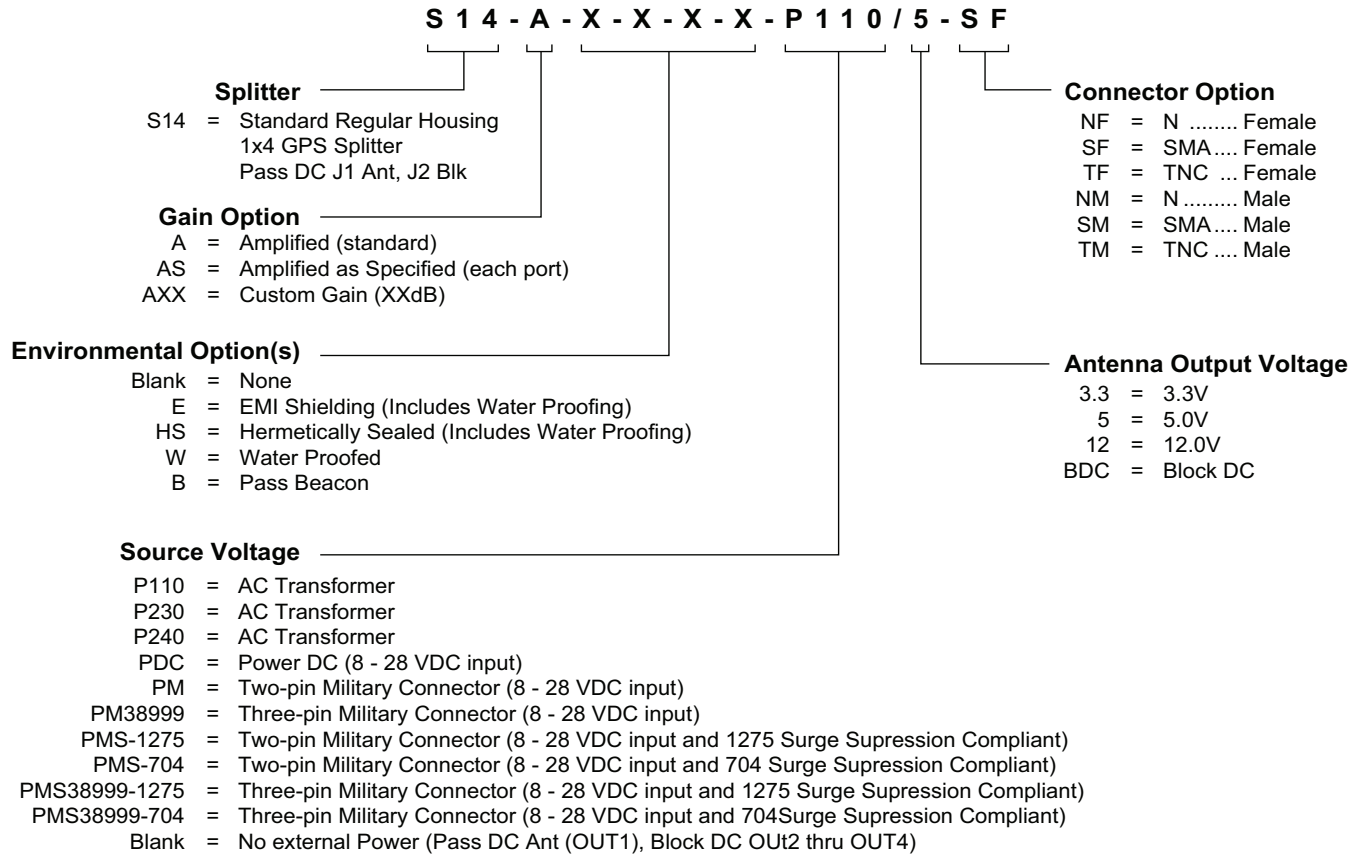 S14-A-X-X-X-X-P110/5-SF
Splitter
S14 = Standard Regular Housing
1x4 GPS Splitter
Pass DC J1 Ant, J2 Blk
Gain Option
A = Amplified (standard)
AS = Amplified as Specified (each port)
AXX = Custom Gain (XXdB)
Environmental Option(s)
Blank = None
E = EMI Shielding (Includes Water Proofing)
HS = Hermetically Sealed (Includes Water Proofing)
W = Water Proofed
B = Pass Beacon
Source Voltage
P110 = AC Transformer
P230 = AC Transformer
P240 = AC Transformer
PDC = Power DC (8 - 28 VDC input)
PM = Two-pin Military Connector (8 - 28 VDC input)
PM38999 = Three-pin Military Connector (8 - 28 VDC input)
PMS-1275 = Two-pin Military Connector (8 - 28 VDC input and 1275 Surge Supression Compliant)
PMS-704 = Two-pin Military Connector (8 - 28 VDC input and 704 Surge Supression Compliant)
PMS38999-1275 = Three-pin Military Connector (8 - 28 VDC input and 1275 Surge Supression Compliant)
PMS38999-704 = Three-pin Military Connector (8 - 28 VDC input and 704Surge Supression Compliant)
Blank = No external Power (Pass DC Ant (OUT1), Block DC OUt2 thru OUT4)
Connector Option
NF = N ........ Female
SF = SMA .... Female
TF = TNC ... Female
NM = N ......... Male
SM = SMA .... Male
TM = TNC .... Male
Antenna Output Voltage
3.3 = 3.3V
5 = 5.0V
12 = 12.0V
BDC = Block DC